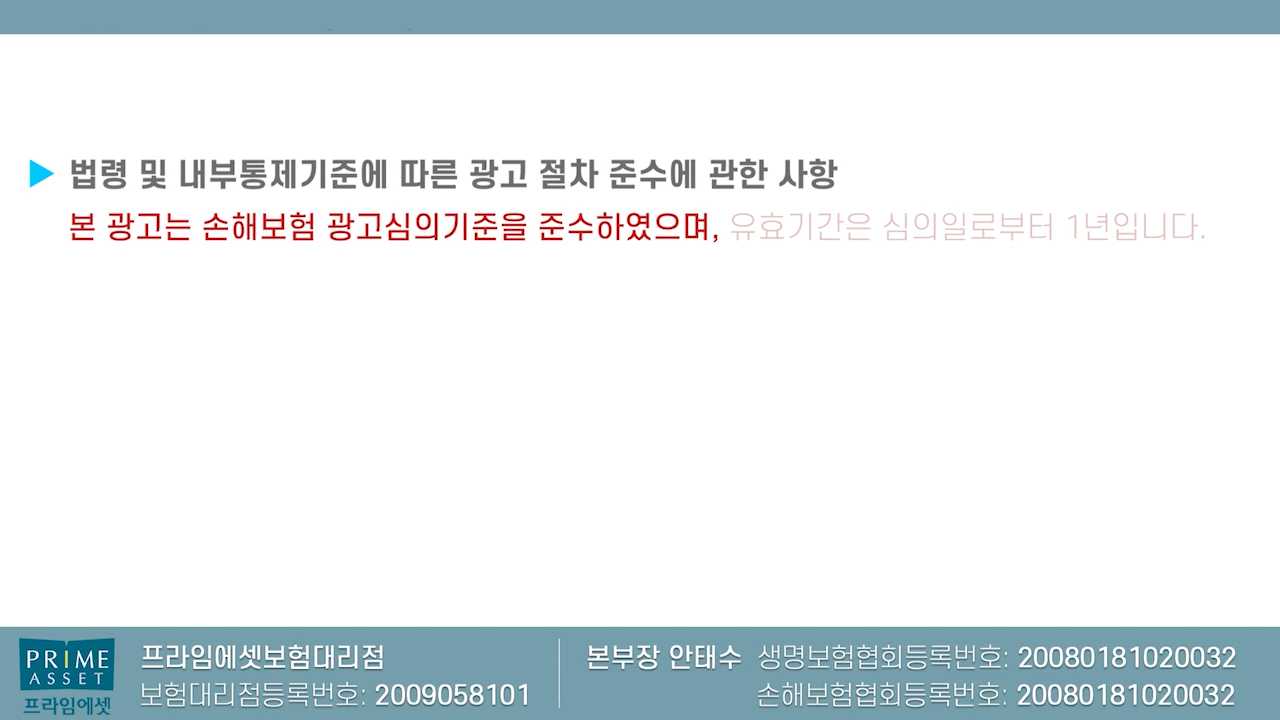 ▶ 법령 및 내부통제기준에 따른 광고 절차 준수에 관한 사항
본 광고는 손해보험 광고심의기준을 준수하였으며, 유효기간은 심의일로부터 1년입니다.
PRIME
ASSET
프라임에셋
프라임에셋보험대리점
보험대리점등록번호: 2009058101
본부장 안태수 생명보험협회등록번호: 20080181020032
손해보험협회등록번호: 20080181020032